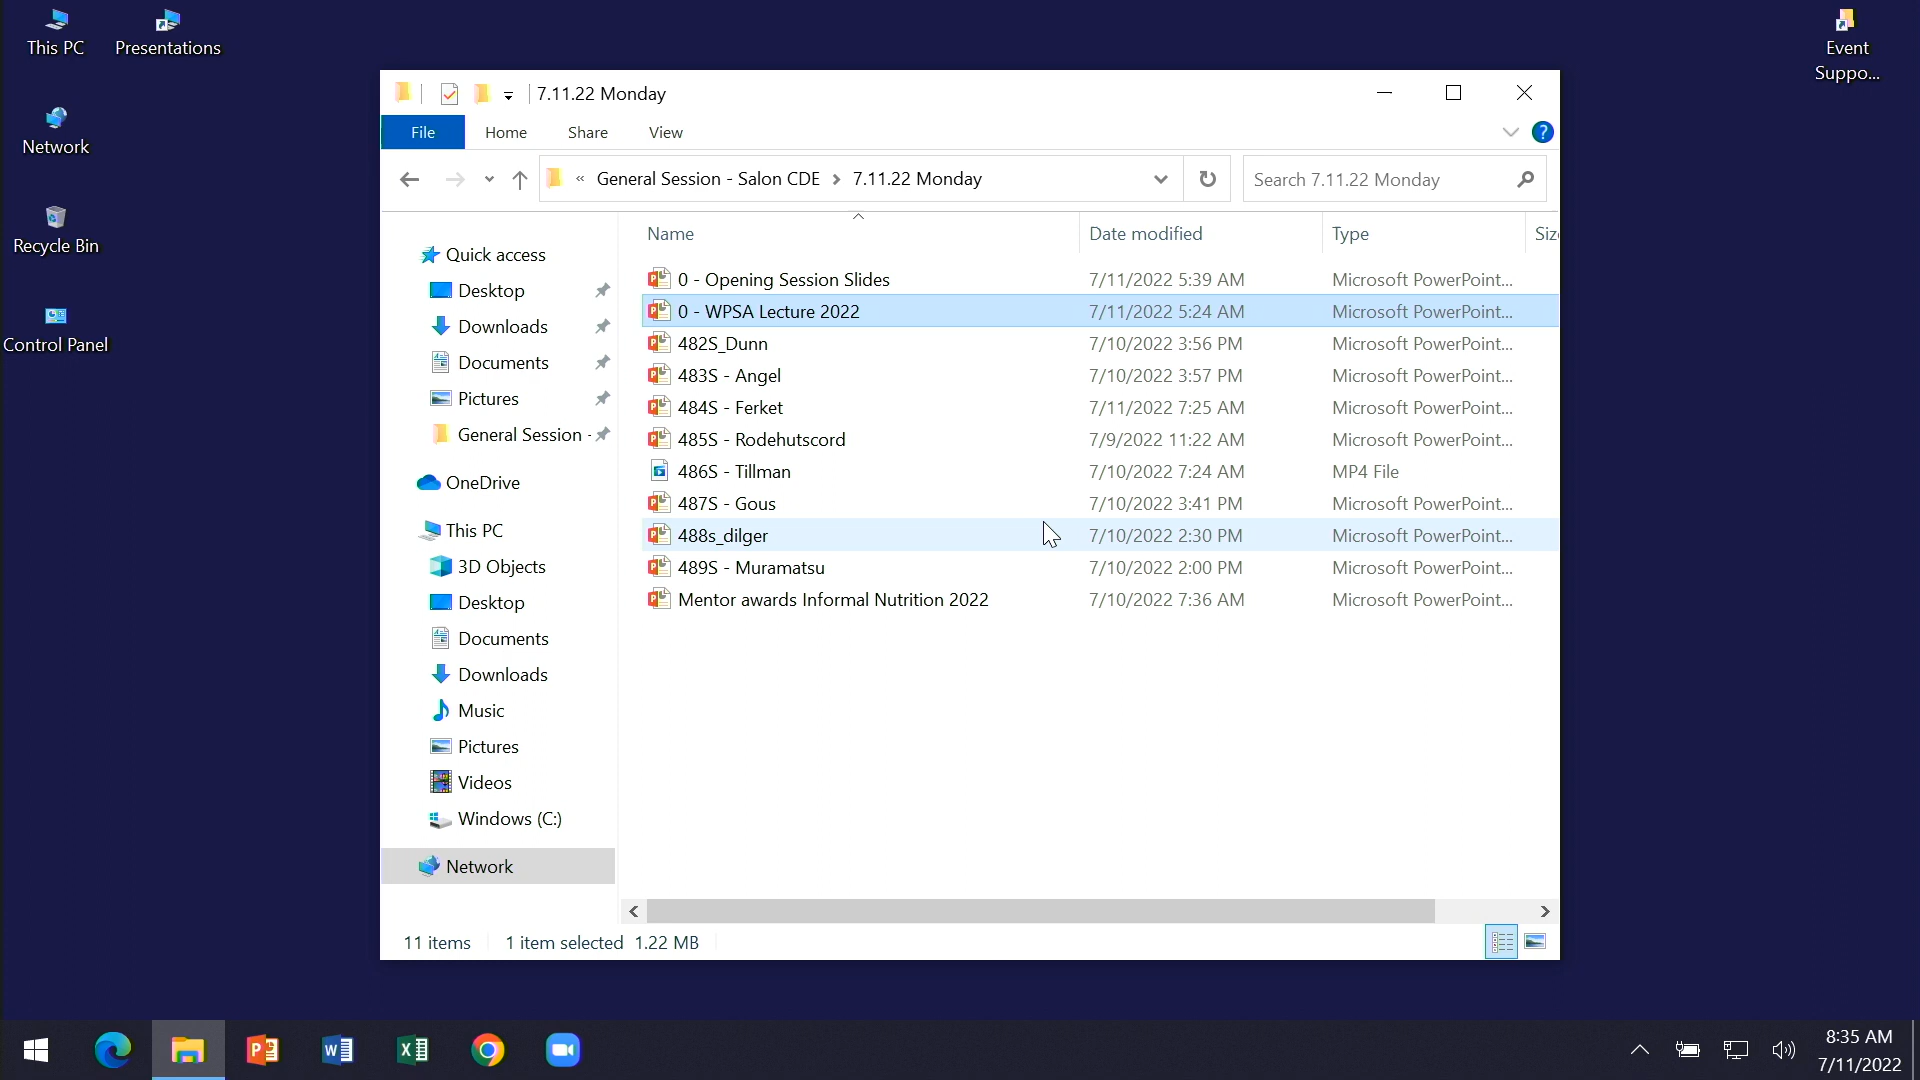 This PC
Presentations
Event
Suppo...
Network
Recycle Bin
Control Panel
7.11.22 Monday
File Home Share View
« General Session - Salon CDE > 7.11.22 Monday
Search 7.11.22 Monday
Name Date modified Type Siz
Quick access
Desktop
Downloads
Documents
Pictures
General Session -
OneDrive
This PC
3D Objects
Desktop
Documents
Downloads
Music
Pictures
Videos
Windows (C:)
Network
0 - Opening Session Slides 7/11/2022 5:39 AM Microsoft PowerPoint...
0 - WPSA Lecture 2022 7/11/2022 5:24 AM Microsoft PowerPoint...
482S_Dunn 7/10/2022 3:56 PM Microsoft PowerPoint...
483S - Angel 7/10/2022 3:57 PM Microsoft PowerPoint...
484S - Ferket 7/11/2022 7:25 AM Microsoft PowerPoint...
485S - Rodehutscord 7/9/2022 11:22 AM Microsoft PowerPoint...
486S - Tillman 7/10/2022 7:24 AM MP4 File
487S - Gous 7/10/2022 3:41 PM Microsoft PowerPoint...
488s_dilger 7/10/2022 2:30 PM Microsoft PowerPoint...
489S - Muramatsu 7/10/2022 2:00 PM Microsoft PowerPoint...
Mentor awards Informal Nutrition 2022 7/10/2022 7:36 AM Microsoft PowerPoint...
11 items 1 item selected 1.22 MB
8:35 AM
7/11/2022